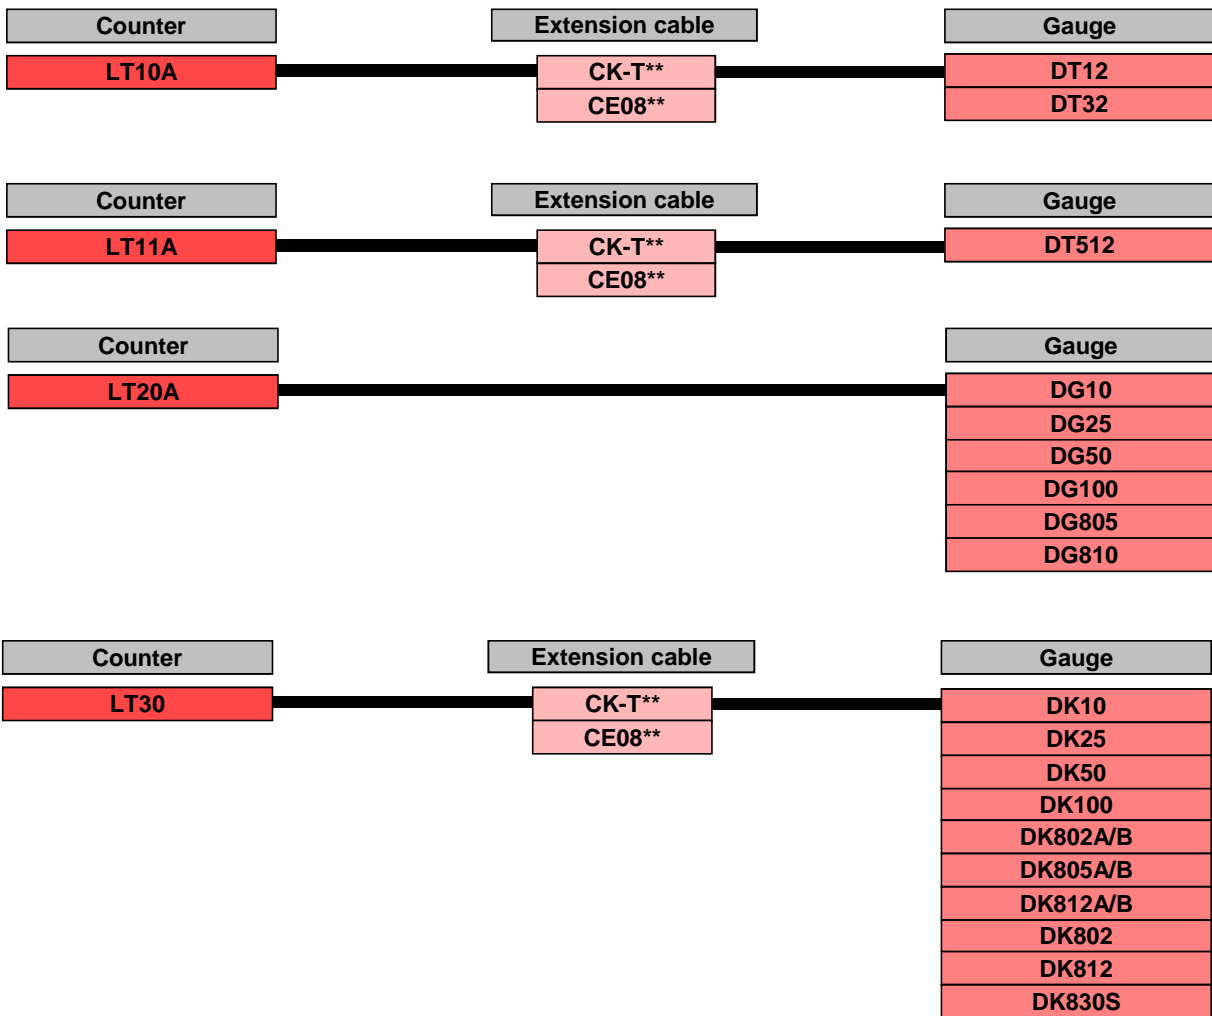 Counter Extension cable Gauge
LT10A CK-T** DT12
CE08** DT32
Counter Extension cable Gauge
LT11A CK-T** DT512
CE08**
Counter Gauge
LT20A DG10
DG25
DG50
DG100
DG805
DG810
Counter Extension cable Gauge
LT30 CK-T** DK10
CE08** DK25
DK50
DK100
DK802A/B
DK805A/B
DK812A/B
DK802
DK812
DK830S